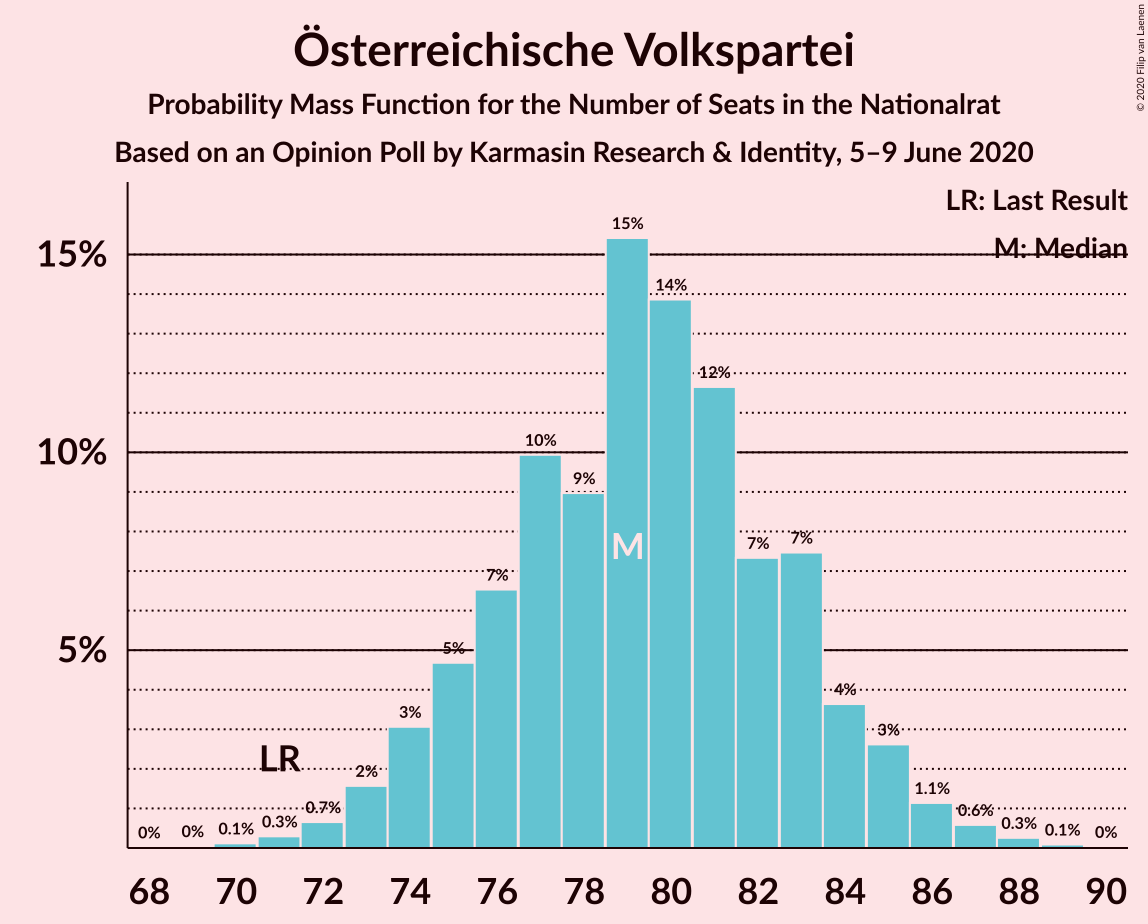 Österreichische Volkspartei
Probability Mass Function for the Number of Seats in the Nationalrat
Based on an Opinion Poll by Karmasin Research & Identity, 5–9 June 2020
© 2020 Filip van Laenen
LR: Last Result
M: Median
15%
10%
5%
0%
0%
0.1%
0.3%
0.7%
2%
3%
5%
7%
10%
9%
15%
14%
12%
7%
7%
4%
3%
1.1%
0.6%
0.3%
0.1%
0%
LR
M
68 70 72 74 76 78 80 82 84 86 88 90